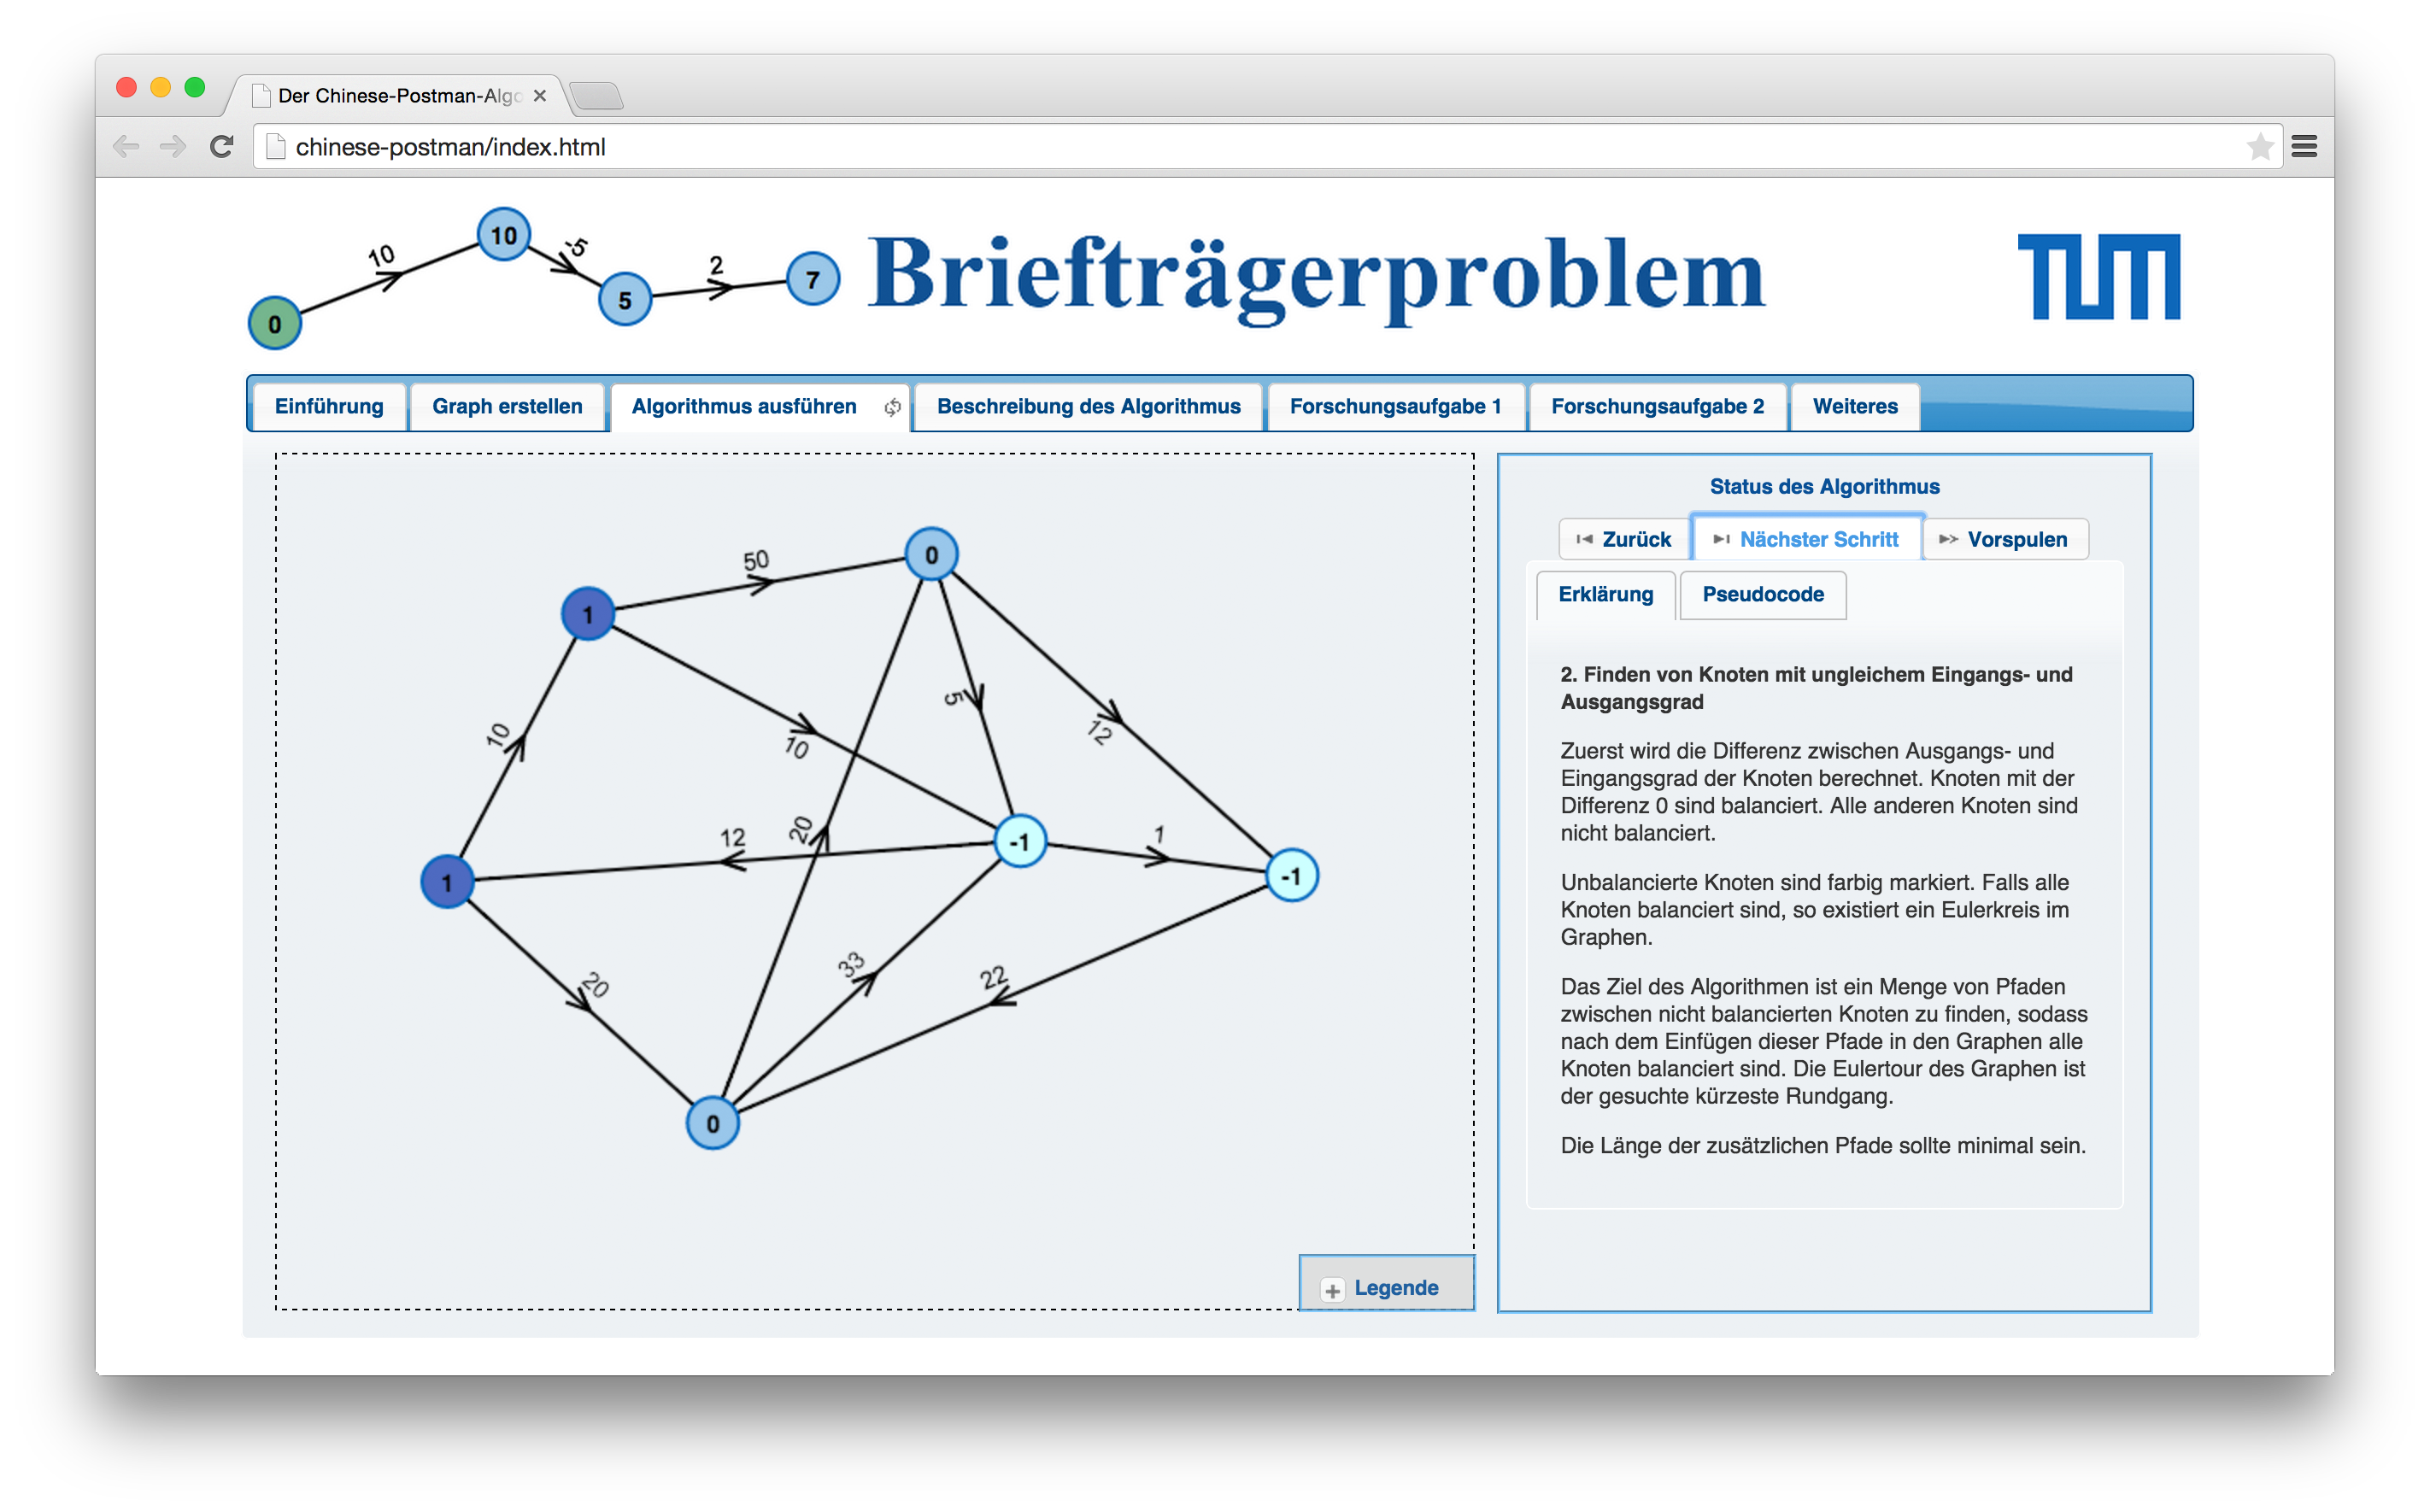 Der Chinese-Postman-Algo
chinese-postman/index.html
0
10
10
-5
5
2
7
Briefträgerproblem
TUM
Einführung
Graph erstellen
Algorithmus ausführen
Beschreibung des Algorithmus
Forschungsaufgabe 1
Forschungsaufgabe 2
Weiteres
50
0
1
5
12
10
10
20
12
-1
1
-1
1
20
33
22
0
Legende
Status des Algorithmus
Zurück
Nächster Schritt
Vorspulen
Erklärung
Pseudocode
2. Finden von Knoten mit ungleichem Eingangs- und
Ausgangsgrad
Zuerst wird die Differenz zwischen Ausgangs- und
Eingangsgrad der Knoten berechnet. Knoten mit der
Differenz 0 sind balanciert. Alle anderen Knoten sind
nicht balanciert.
Unbalancierte Knoten sind farbig markiert. Falls alle
Knoten balanciert sind, so existiert ein Eulerkreis im
Graphen.
Das Ziel des Algorithmen ist ein Menge von Pfaden
zwischen nicht balancierten Knoten zu finden, sodass
nach dem Einfügen dieser Pfade in den Graphen alle
Knoten balanciert sind. Die Eulertour des Graphen ist
der gesuchte kürzeste Rundgang.
Die Länge der zusätzlichen Pfade sollte minimal sein.